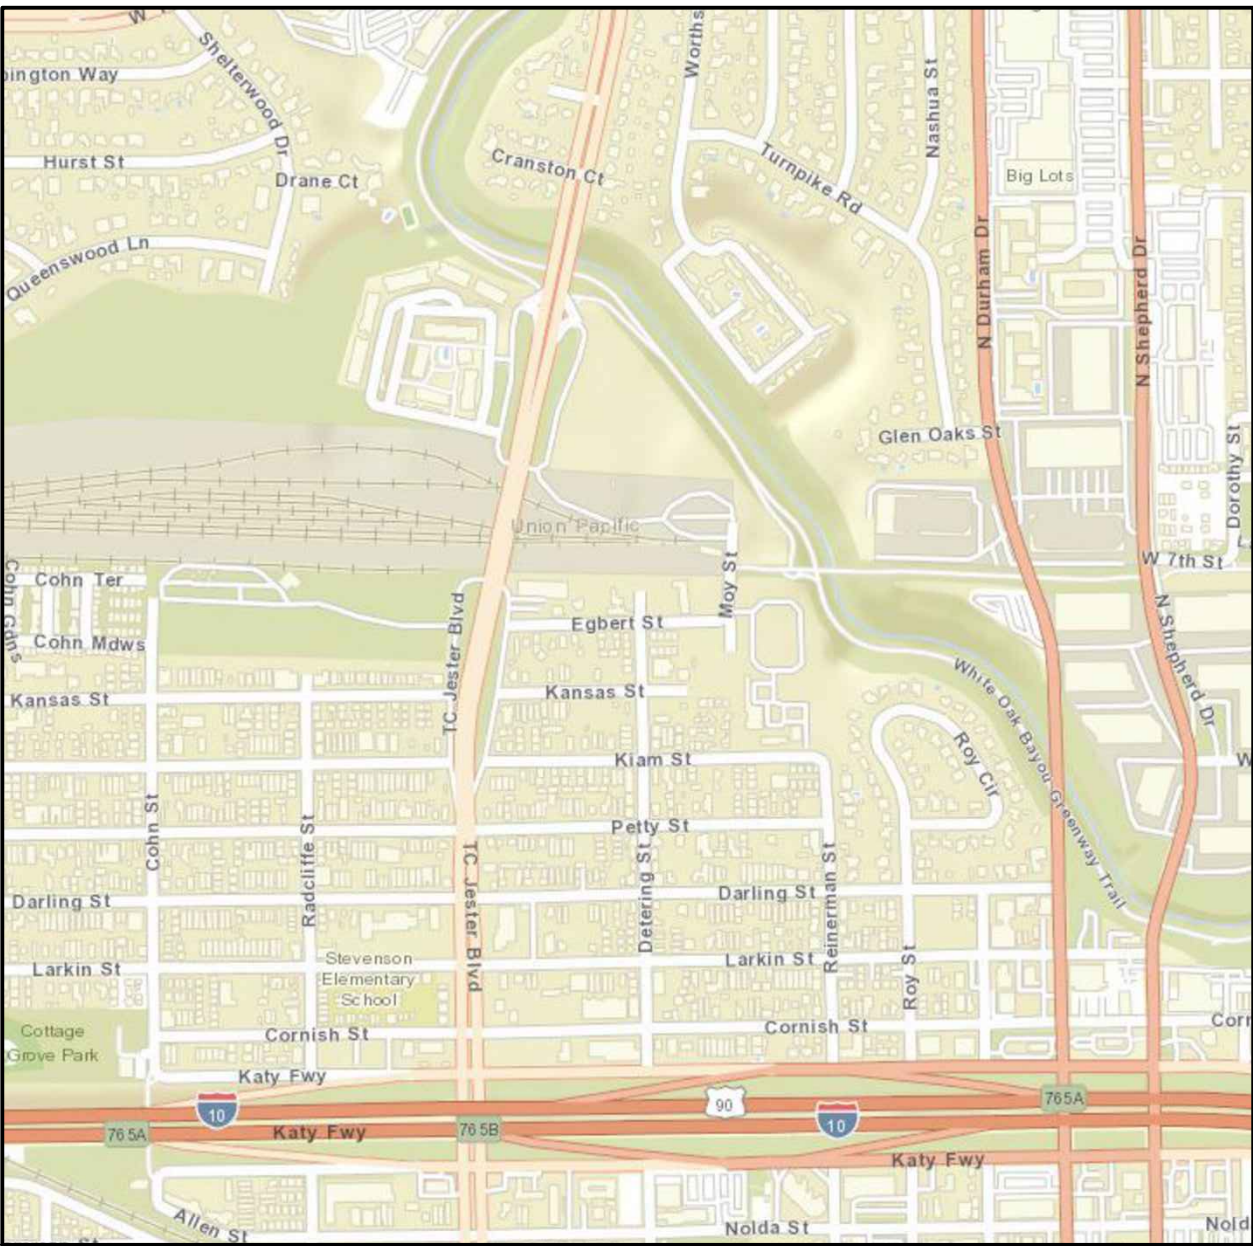 Shelterwood Dr
ington Way
Worths
Nashua St
Hurst St
Drane Ct
Cranston Ct
Turnpike Rd
Big Lots
Queenswood Ln
N Durham Dr
N Shepherd Dr
Glen Oaks St
Dorothy St
Union Pacific
W 7th St
Cohn Ter
Cohn Gdns
Cohn Mdws
TC Jester Blvd
Egbert St
Moy St
N Shepherd Dr
Kansas St
Kansas St
White Oak Bayou Greenway Trail
Kiam St
Roy Cir
W
Cohn St
Radcliffe St
Petty St
TC Jester Blvd
Detering St
Reinerman St
Darling St
Darling St
Larkin St
Stevenson
Elementary
School
Larkin St
Roy St
Cottage
Grove Park
Cornish St
Cornish St
Corn
Katy Fwy
10
90
10
765A
765A
Katy Fwy
765B
Katy Fwy
Allen St
Nolda St
Nold